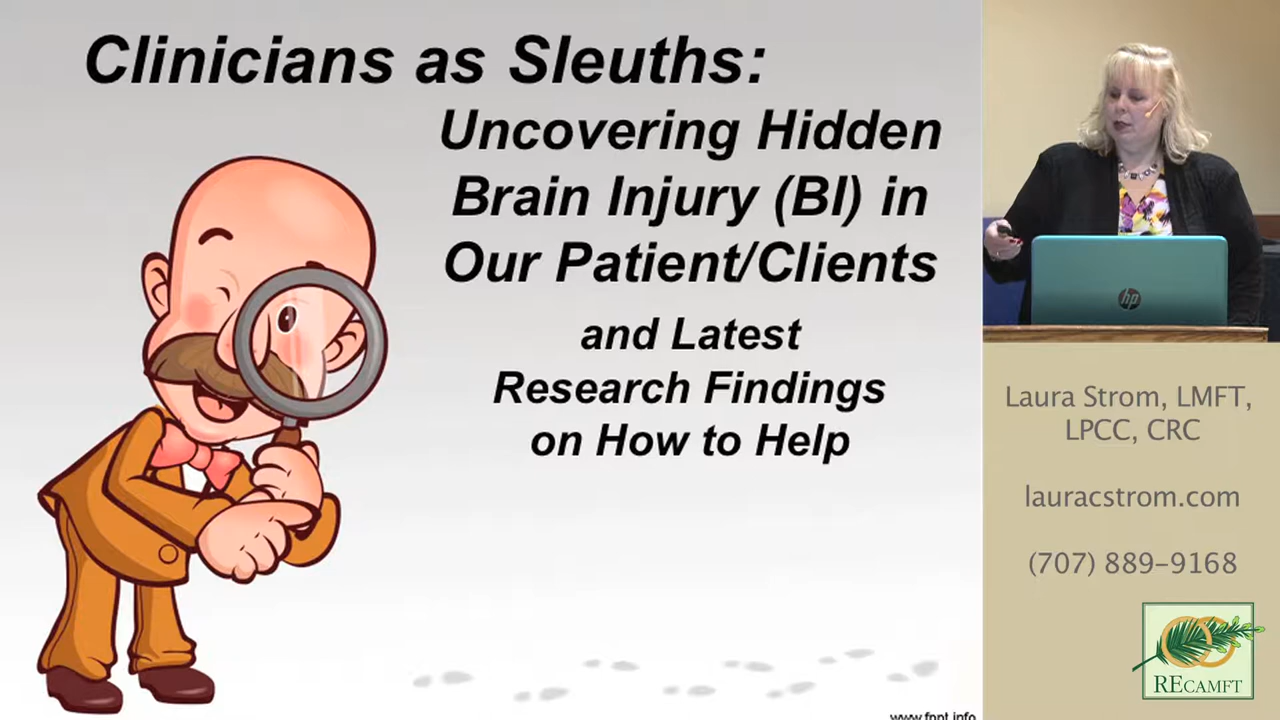 Clinicians as Sleuths:
Uncovering Hidden
Brain Injury (BI) in
Our Patient/Clients
and Latest
Research Findings
on How to Help
www.fppt.info
hp
Laura Strom, LMFT,
LPCC, CRC
lauracstrom.com
(707) 889-9168
RECAMFT